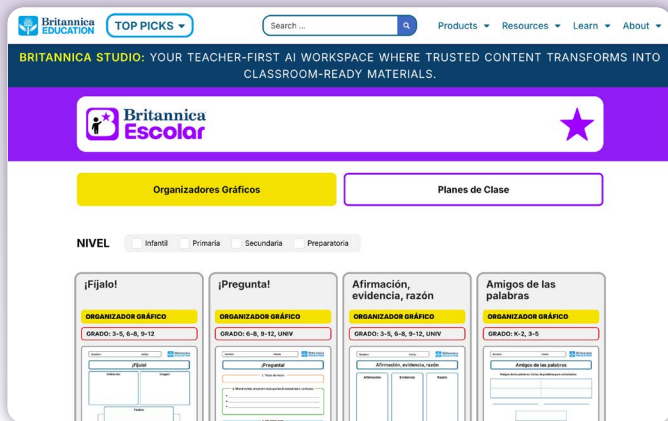 Britannica
EDUCATION
TOP PICKS
Search ...
Products
Resources
Learn
About
BRITANNICA STUDIO: YOUR TEACHER-FIRST AI WORKSPACE WHERE TRUSTED CONTENT TRANSFORMS INTO
CLASSROOM-READY MATERIALS.
Britannica
Escolar
Organizadores Gráficos
Planes de Clase
NIVEL
Infantil
Primaria
Secundaria
Preparatoria
¡Fíjalo!
ORGANIZADOR GRÁFICO
GRADO: 3-5, 6-8, 9-12
¡Fíjalo!
¡Pregunta!
ORGANIZADOR GRÁFICO
GRADO: 6-8, 9-12, UNIV
¡Pregunta!
Afirmación,
evidencia, razón
ORGANIZADOR GRÁFICO
GRADO: 3-5, 6-8, 9-12, UNIV
Afirmación, evidencia, razón
Afirmación
Evidencia
Razón
Amigos de las
palabras
ORGANIZADOR GRÁFICO
GRADO: K-2, 3-5
Amigos de las palabras